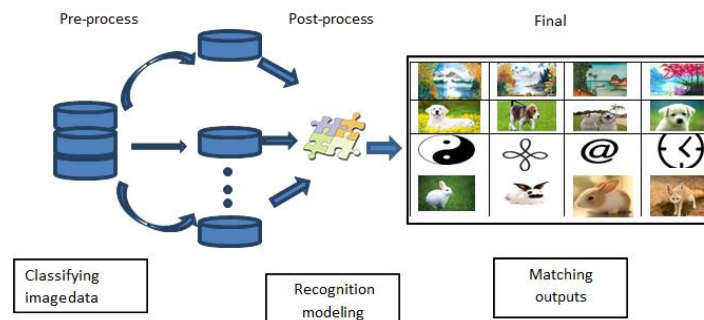 Pre-process
Post-process
Final
@
Classifying
imagedata
Recognition
modeling
Matching
outputs